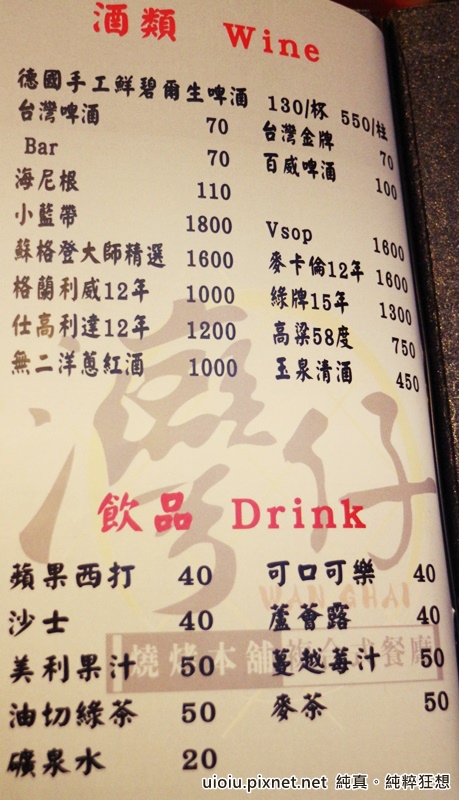 酒類 Wine
德國手工鮮碧爾生啤酒 130/杯 550/柱
台灣啤酒 70
台灣金牌 70
Bar 70
百威啤酒 100
海尼根 110
小藍帶 1800
Vsop 1600
蘇格登大師精選 1600
麥卡倫12年 1600
格蘭利威12年 1000
綠牌15年 1300
仕高利達12年 1200
高粱58度 750
無二洋蔥紅酒 1000
玉泉清酒 450
灣仔
飲品 Drink
蘋果西打 40
可口可樂 40
WAN CHAI
沙士 40
蘆薈露 40
燒烤本舖複合式餐廳
美利果汁 50
蔓越莓汁 50
油切綠茶 50
麥茶 50
礦泉水 20
uioiu.pixnet.net 純真。純粹狂想